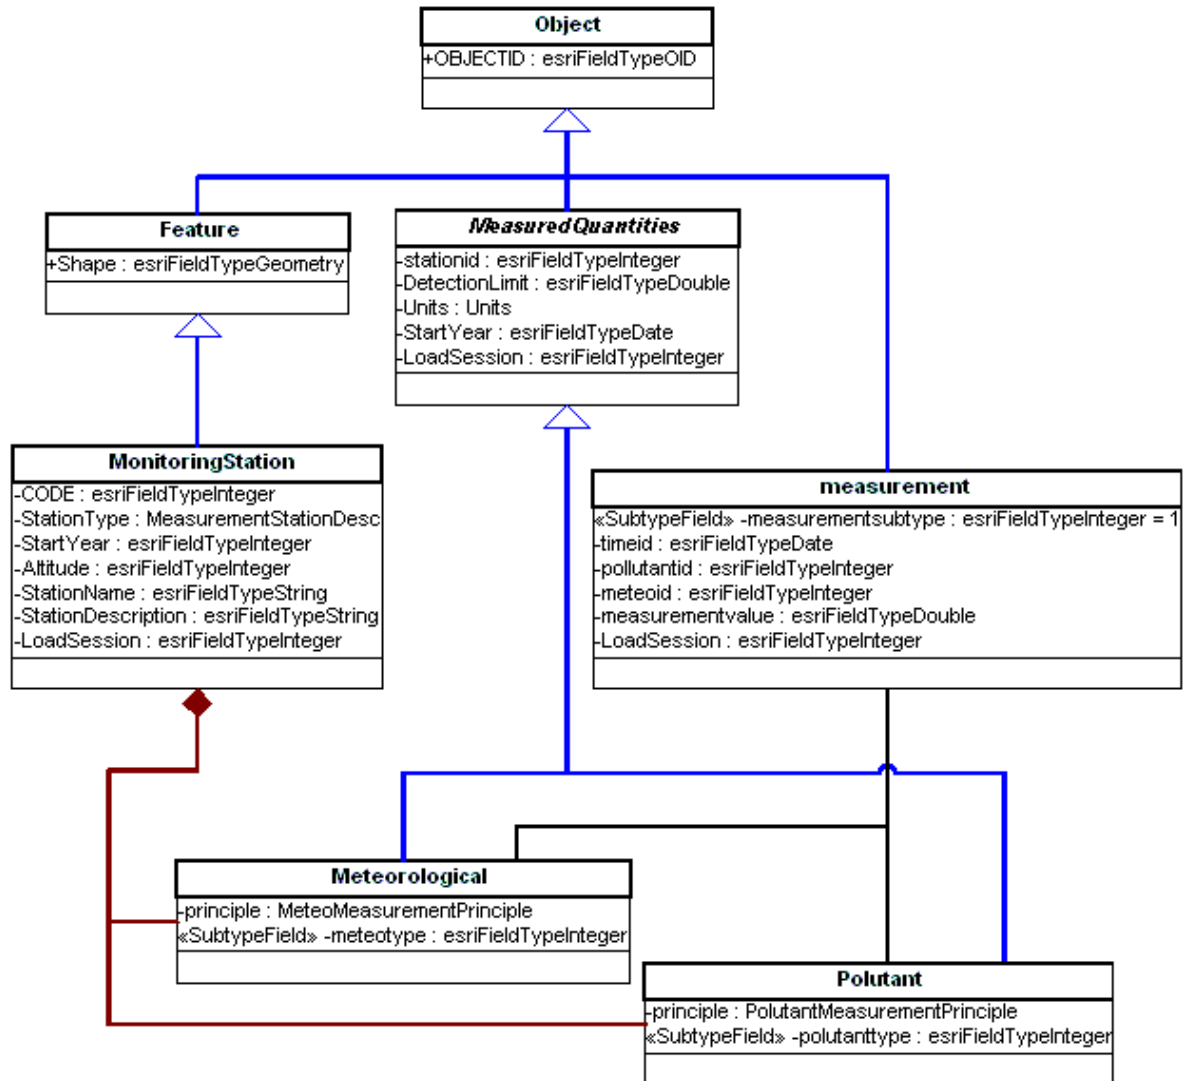 Object
+OBJECTID : esriFieldTypeOID
Feature
+Shape : esriFieldTypeGeometry
MeasuredQuantities
-stationid : esriFieldTypeInteger
-DetectionLimit : esriFieldTypeDouble
-Units : Units
-StartYear : esriFieldTypeDate
-LoadSession : esriFieldTypeInteger
MonitoringStation
-CODE : esriFieldTypeInteger
-StationType : MeasurementStationDesc
-StartYear : esriFieldTypeInteger
-Altitude : esriFieldTypeInteger
-StationName : esriFieldTypeString
-StationDescription : esriFieldTypeString
-LoadSession : esriFieldTypeInteger
measurement
«SubtypeField» -measurementsubtype : esriFieldTypeInteger = 1
-timeid : esriFieldTypeDate
-pollutantid : esriFieldTypeInteger
-meteoid : esriFieldTypeInteger
-measurementvalue : esriFieldTypeDouble
-LoadSession : esriFieldTypeInteger
Meteorological
-principle : MeteoMeasurementPrinciple
«SubtypeField» -meteotype : esriFieldTypeInteger
Polutant
-principle : PolutantMeasurementPrinciple
«SubtypeField» -polutanttype : esriFieldTypeInteger